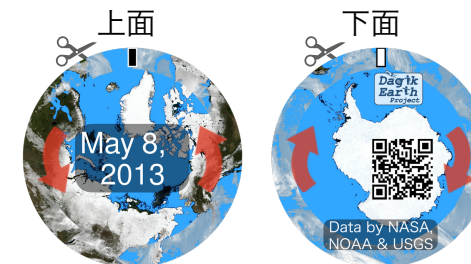 上面
下面
May 8,
2013
Dagik
Earth
Project
Data by NASA,
NOAA & USGS